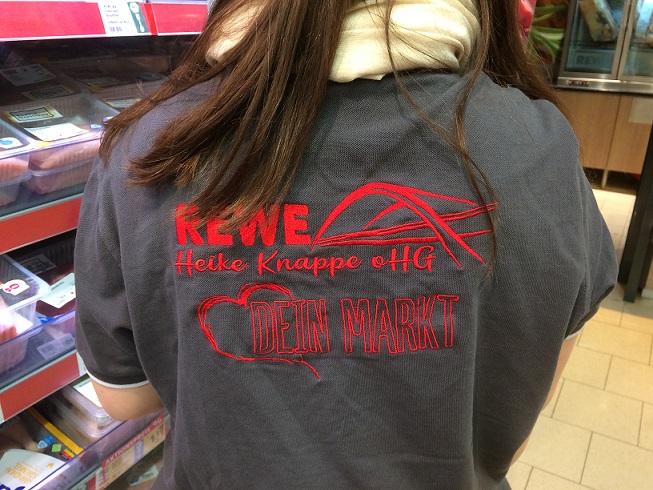 REWE
Heike Knappe oHG
DEIN MARKT